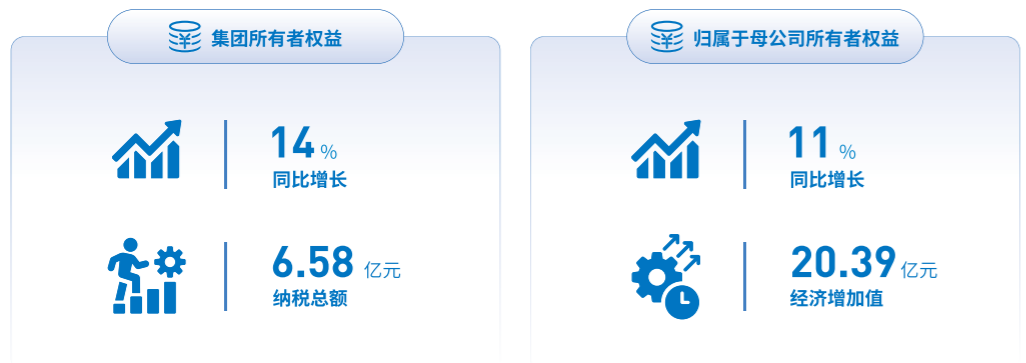 集团所有者权益
14 %
同比增长
6.58 亿元
纳税总额
归属于母公司所有者权益
11 %
同比增长
20.39 亿元
经济增加值